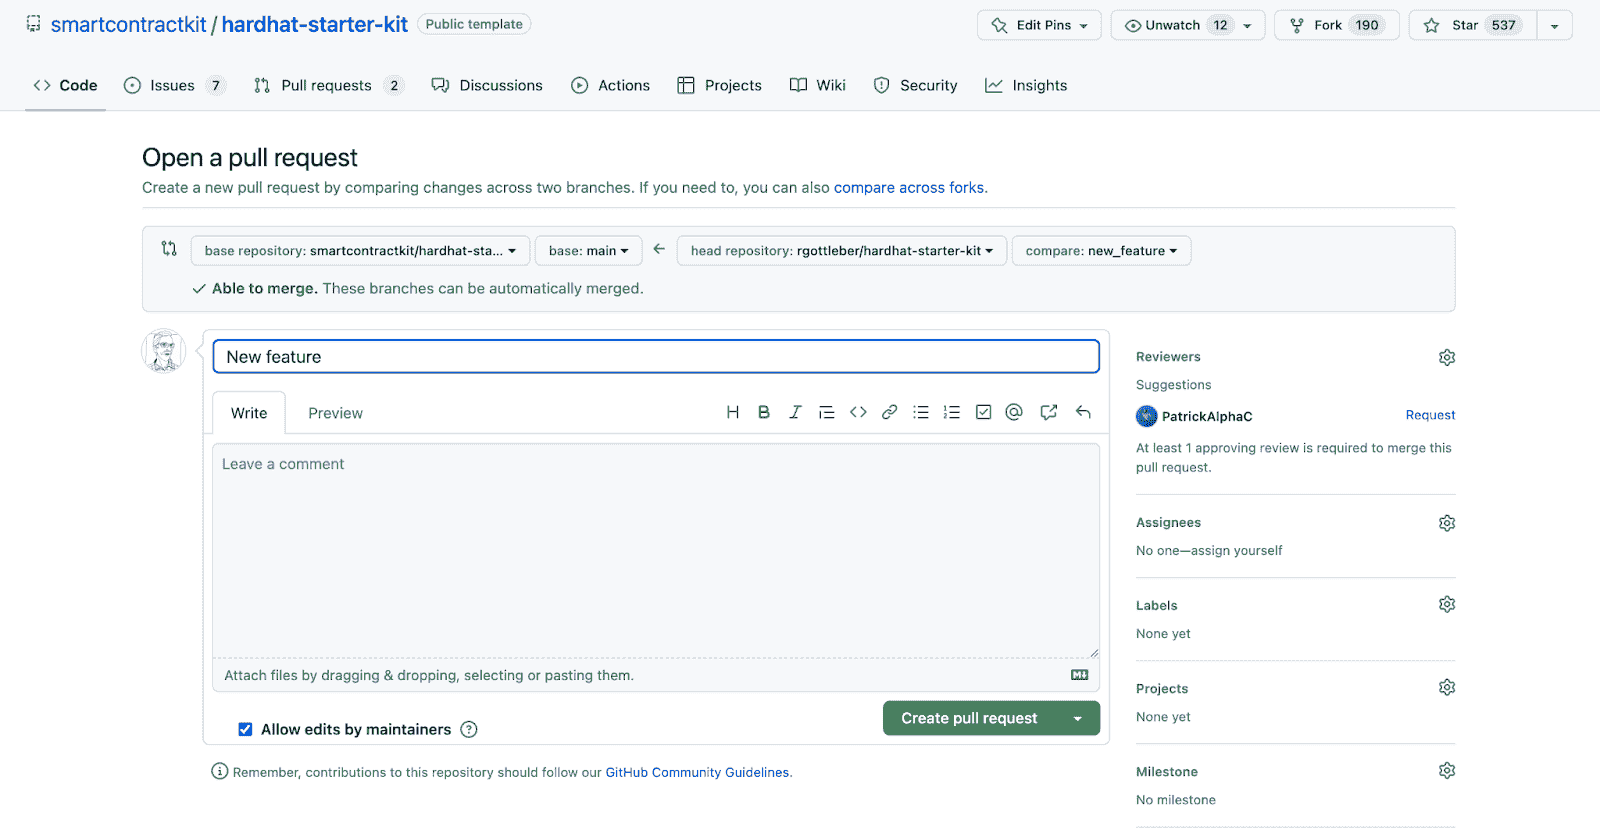 smartcontractkit / hardhat-starter-kit Public template Edit Pins Unwatch 12 Fork 190 Star 537
Code Issues 7 Pull requests 2 Discussions Actions Projects Wiki Security Insights
Open a pull request
Create a new pull request by comparing changes across two branches. If you need to, you can also compare across forks.
base repository: smartcontractkit/hardhat-sta... base: main head repository: rgottleber/hardhat-starter-kit compare: new_feature
Able to merge. These branches can be automatically merged.
New feature
Write Preview
Leave a comment
Attach files by dragging & dropping, selecting or pasting them.
Allow edits by maintainers
Create pull request
Remember, contributions to this repository should follow our GitHub Community Guidelines.
Reviewers
Suggestions
PatrickAlphaC Request
At least 1 approving review is required to merge this
pull request.
Assignees
No one—assign yourself
Labels
None yet
Projects
None yet
Milestone
No milestone